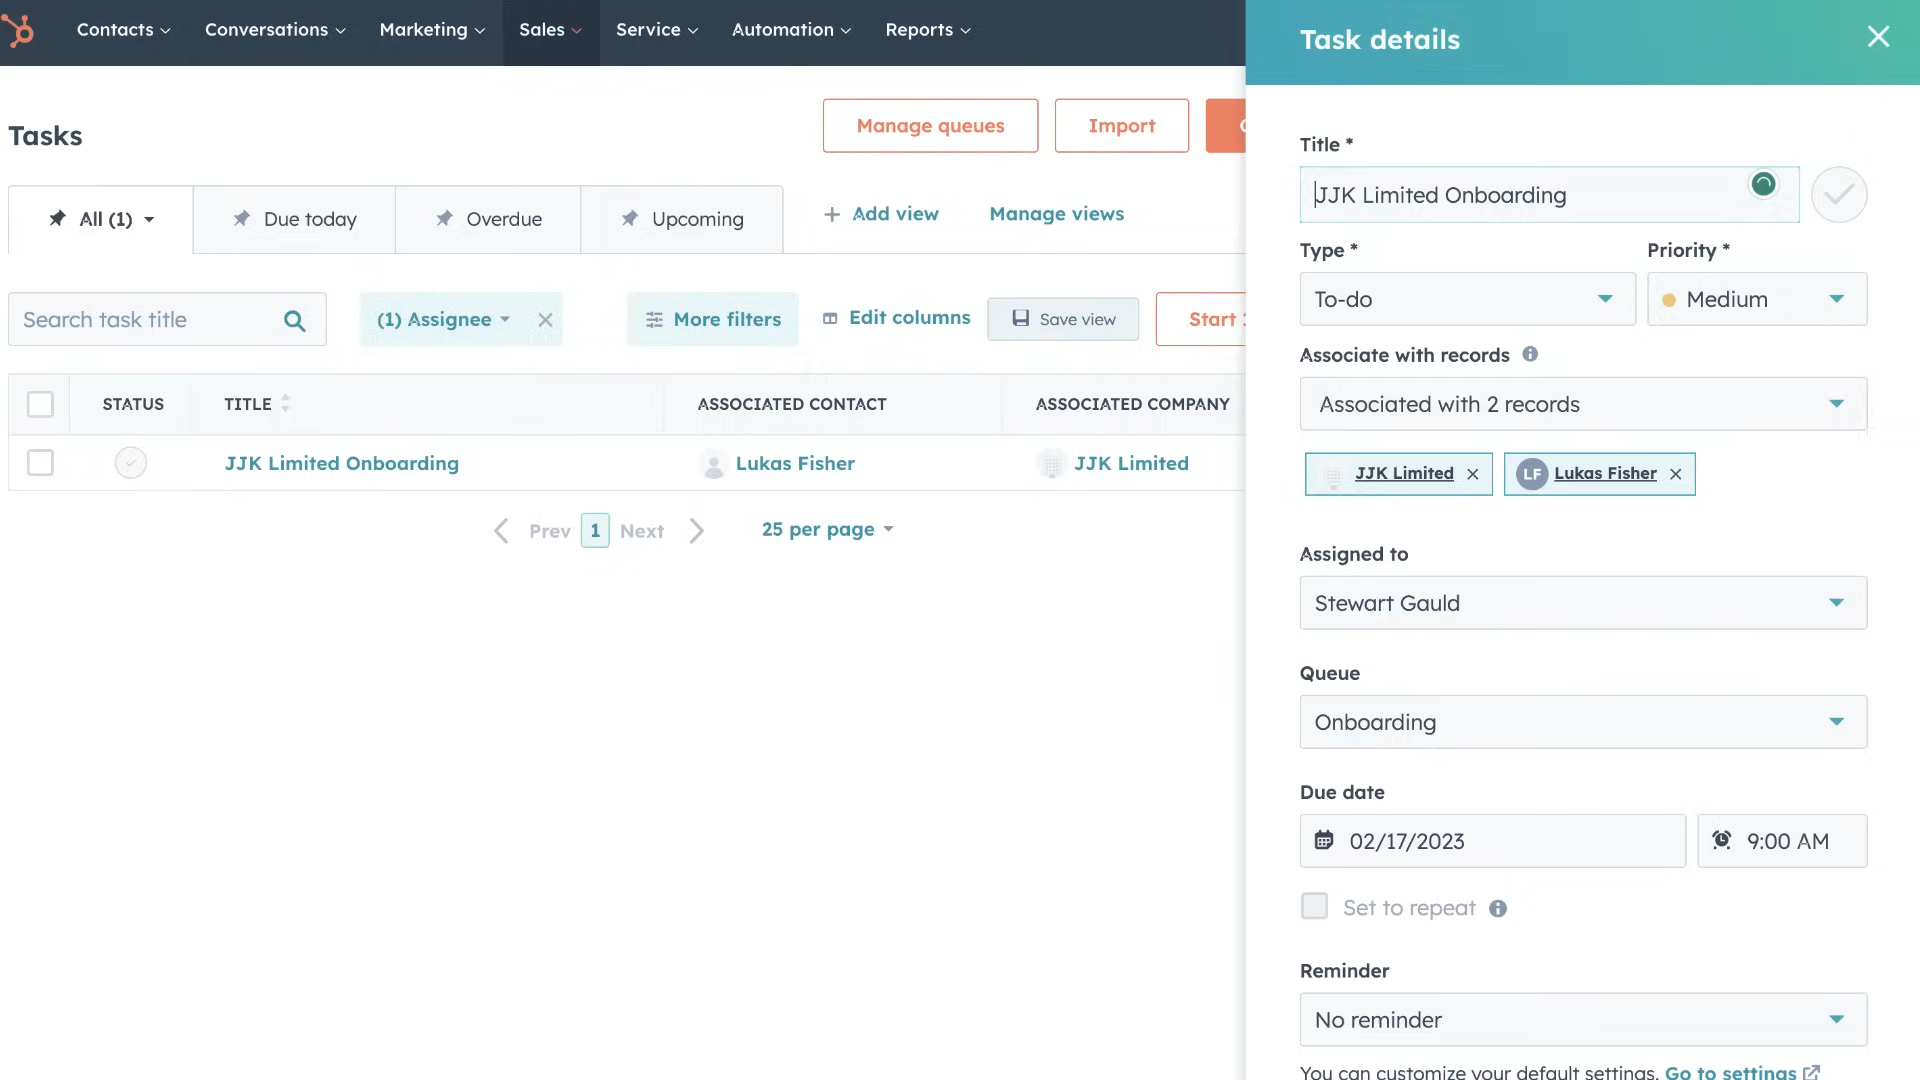 Contacts Conversations Marketing Sales Service Automation Reports
Task details
Tasks
Manage queues Import
All (1) Due today Overdue Upcoming Add view Manage views
Search task title (1) Assignee More filters Edit columns Save view Start
STATUS TITLE ASSOCIATED CONTACT ASSOCIATED COMPANY
JJK Limited Onboarding Lukas Fisher JJK Limited
Prev 1 Next 25 per page
Title *
JJK Limited Onboarding
Type * Priority *
To-do Medium
Associate with records
Associated with 2 records
JJK Limited LF Lukas Fisher
Assigned to
Stewart Gauld
Queue
Onboarding
Due date
02/17/2023 9:00 AM
Set to repeat
Reminder
No reminder
You can customize your default settings. Go to settings